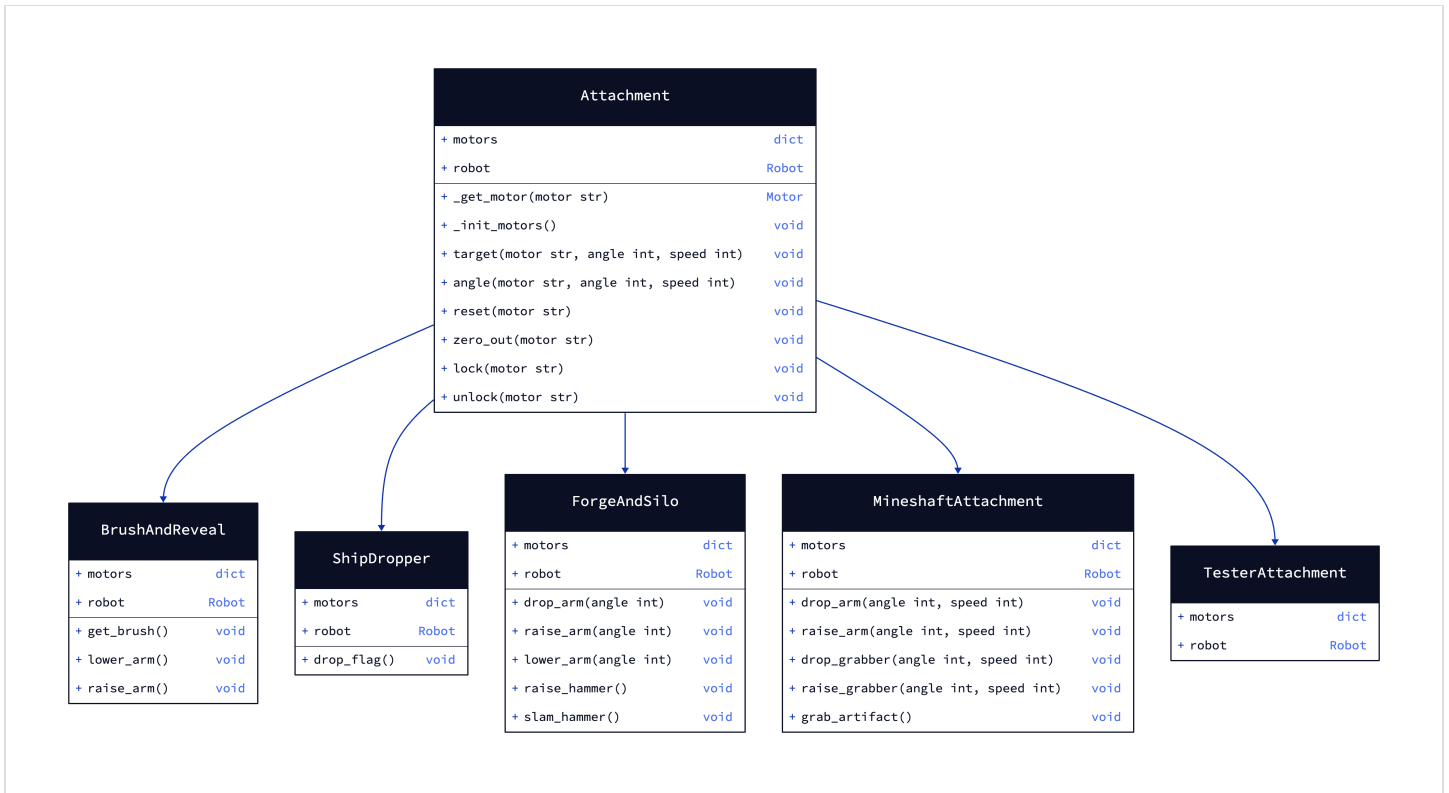 Attachment
+ motors dict
+ robot Robot
+ _get_motor(motor str) Motor
+ _init_motors() void
+ target(motor str, angle int, speed int) void
+ angle(motor str, angle int, speed int) void
+ reset(motor str) void
+ zero_out(motor str) void
+ lock(motor str) void
+ unlock(motor str) void
BrushAndReveal
+ motors dict
+ robot Robot
+ get_brush() void
+ lower_arm() void
+ raise_arm() void
ShipDropper
+ motors dict
+ robot Robot
+ drop_flag() void
ForgeAndSilo
+ motors dict
+ robot Robot
+ drop_arm(angle int) void
+ raise_arm(angle int) void
+ lower_arm(angle int) void
+ raise_hammer() void
+ slam_hammer() void
MineshaftAttachment
+ motors dict
+ robot Robot
+ drop_arm(angle int, speed int) void
+ raise_arm(angle int, speed int) void
+ drop_grabber(angle int, speed int) void
+ raise_grabber(angle int, speed int) void
+ grab_artifact() void
TesterAttachment
+ motors dict
+ robot Robot